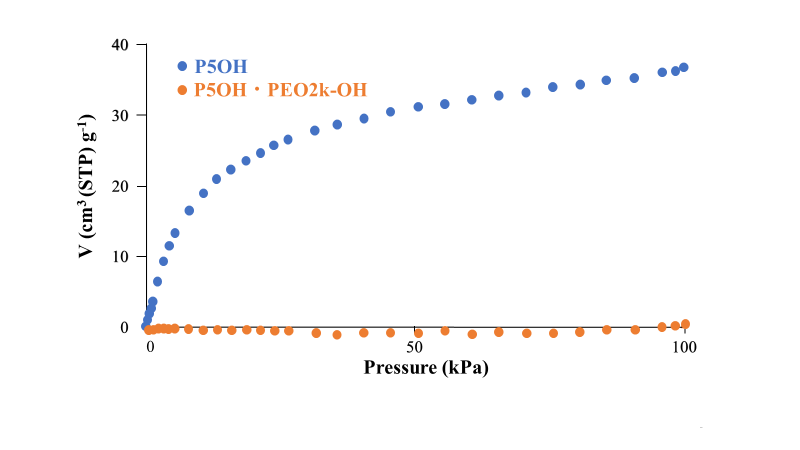 40
P5OH
P5OH・PEO2k-OH
30
20
10
0
V (cm³(STP) g⁻¹)
0
50
100
Pressure (kPa)